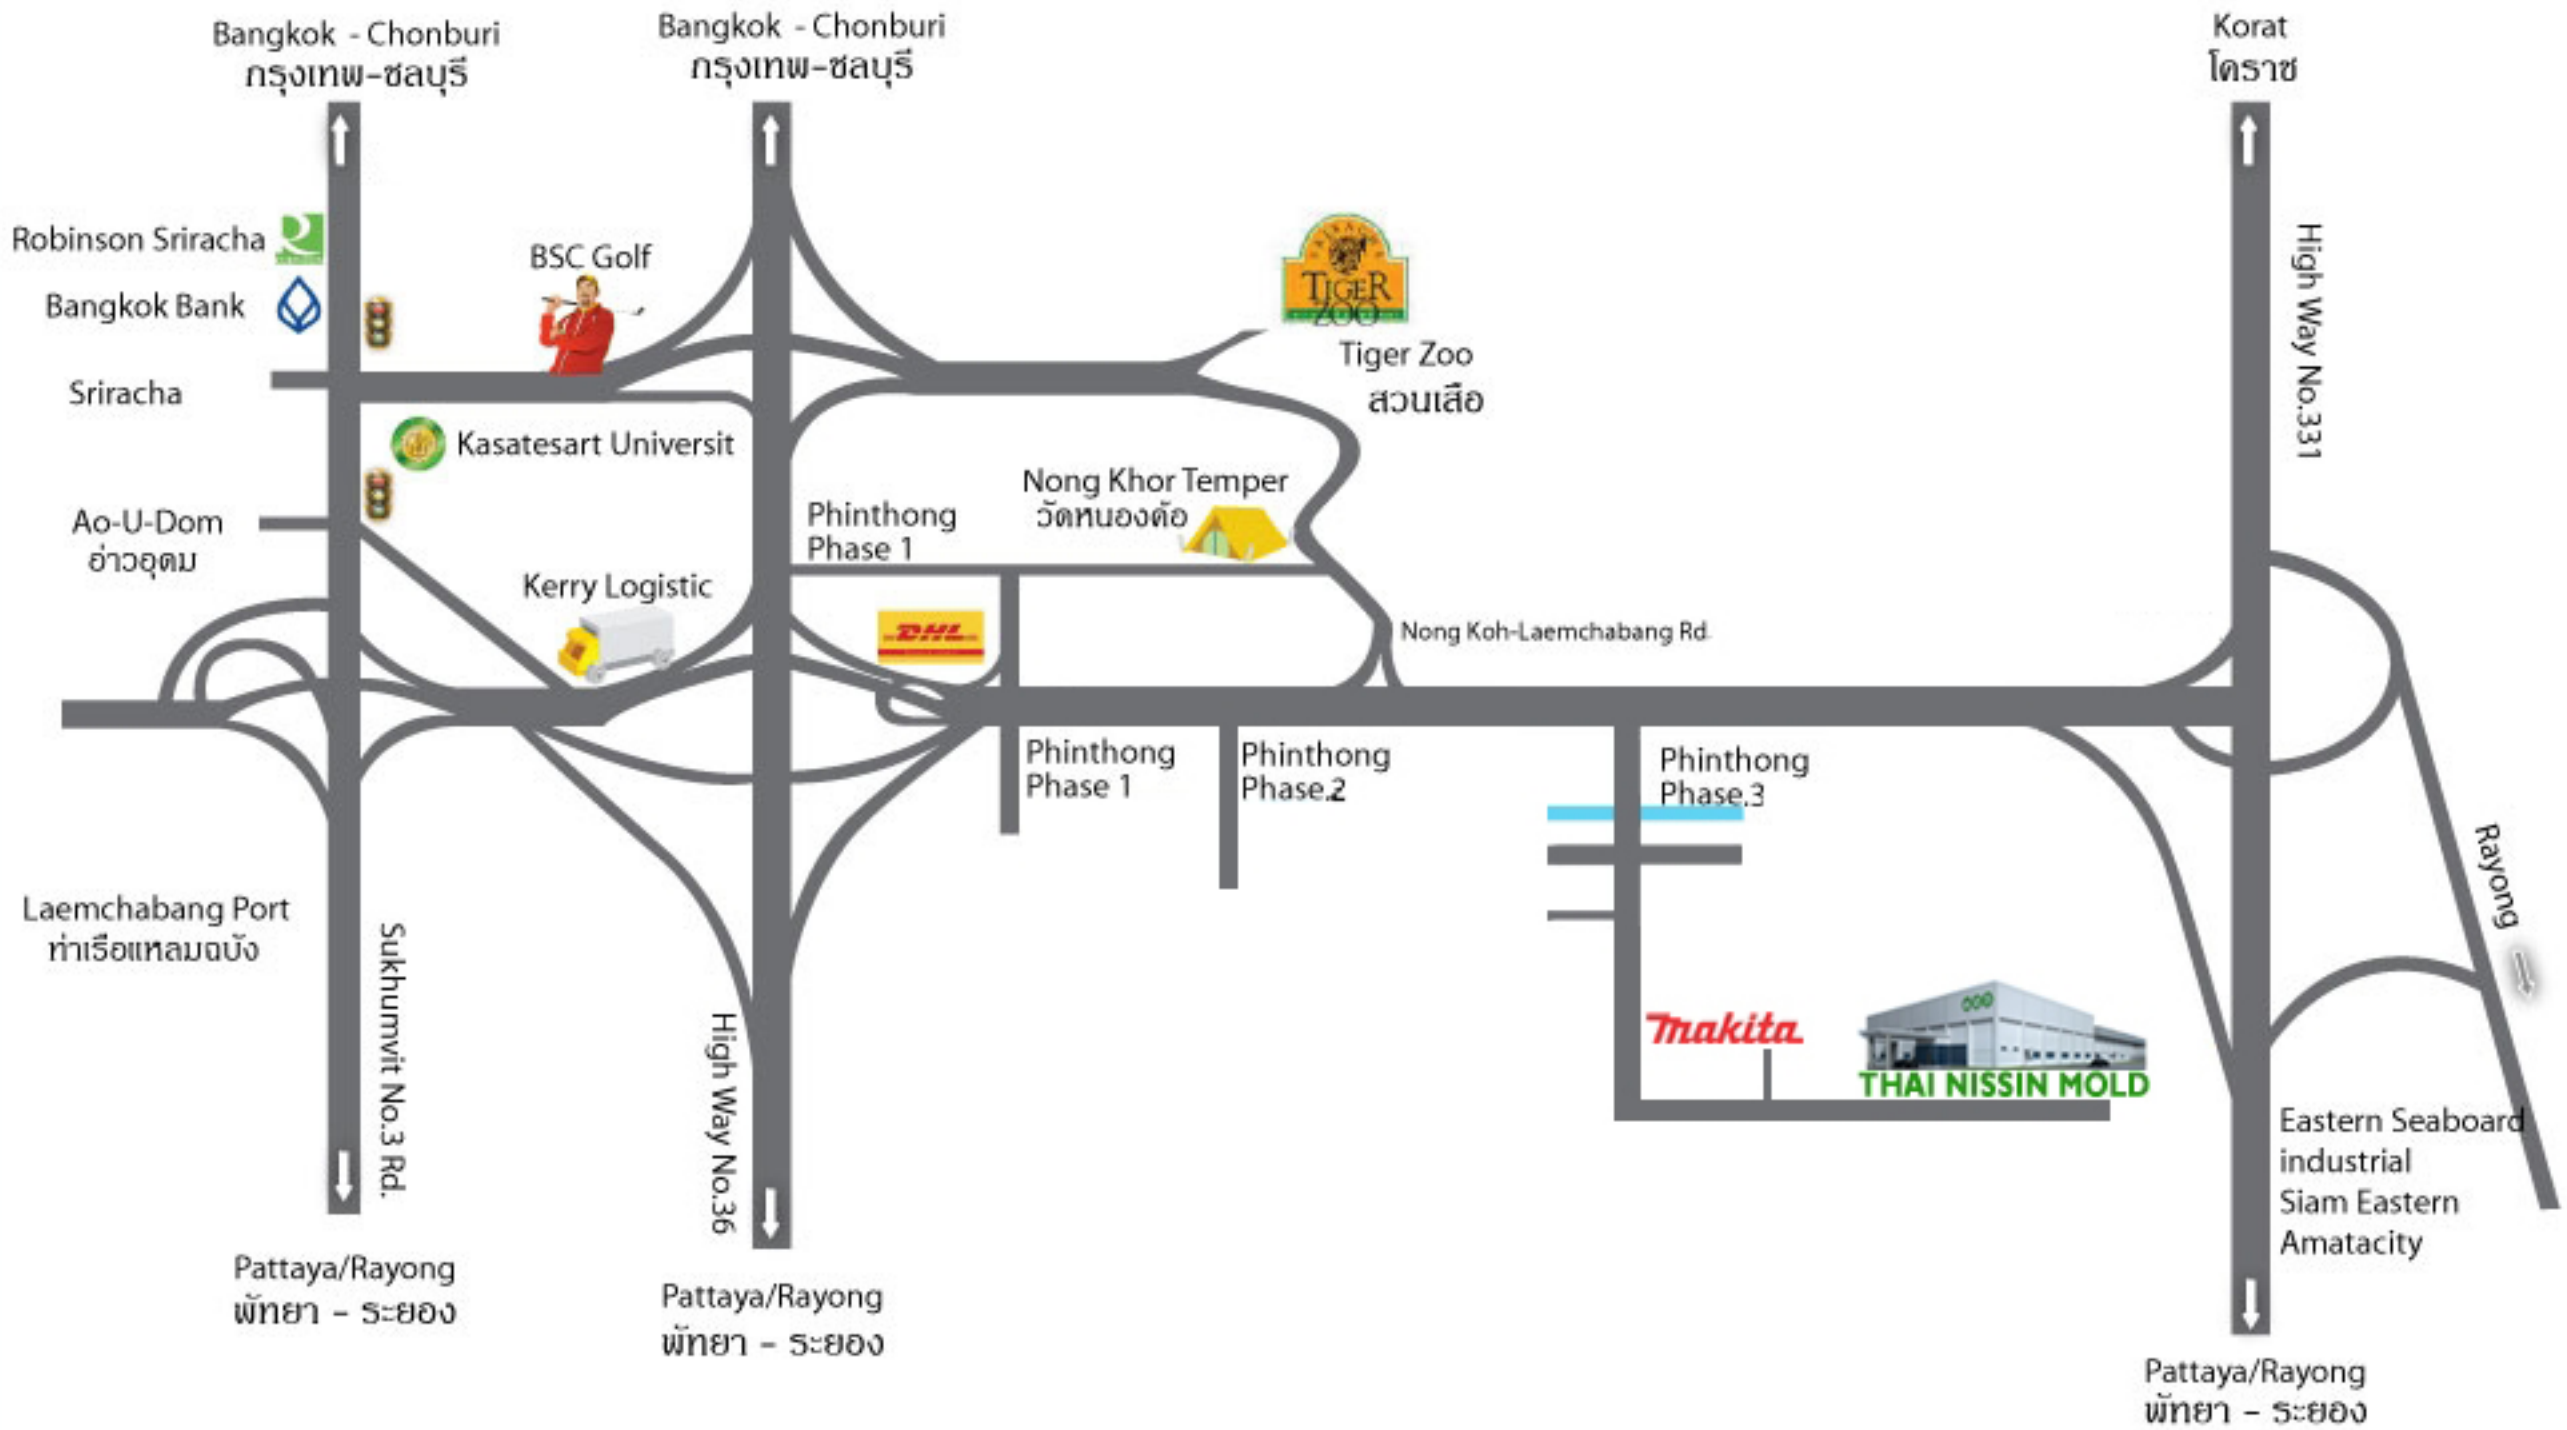 Bangkok - Chonburi
กรุงเทพ-ชลบุรี
Bangkok - Chonburi
กรุงเทพ-ชลบุรี
Korat
โคราช
Robinson Sriracha
Bangkok Bank
BSC Golf
TIGER
ZOO
Tiger Zoo
สวนเสือ
High Way No.331
Sriracha
Kasatesart Universit
Nong Khor Temper
วัดหนองค้อ
Phinthong
Phase 1
Ao-U-Dom
อ่าวอุดม
Kerry Logistic
DHL
Nong Koh-Laemchabang Rd.
Phinthong
Phase 1
Phinthong
Phase.2
Phinthong
Phase.3
Rayong
Laemchabang Port
ท่าเรือแหลมฉบัง
Sukhumvit No.3 Rd.
High Way No.36
makita
THAI NISSIN MOLD
Eastern Seaboard
industrial
Siam Eastern
Amatacity
Pattaya/Rayong
พัทยา - ระยอง
Pattaya/Rayong
พัทยา - ระยอง
Pattaya/Rayong
พัทยา - ระยอง